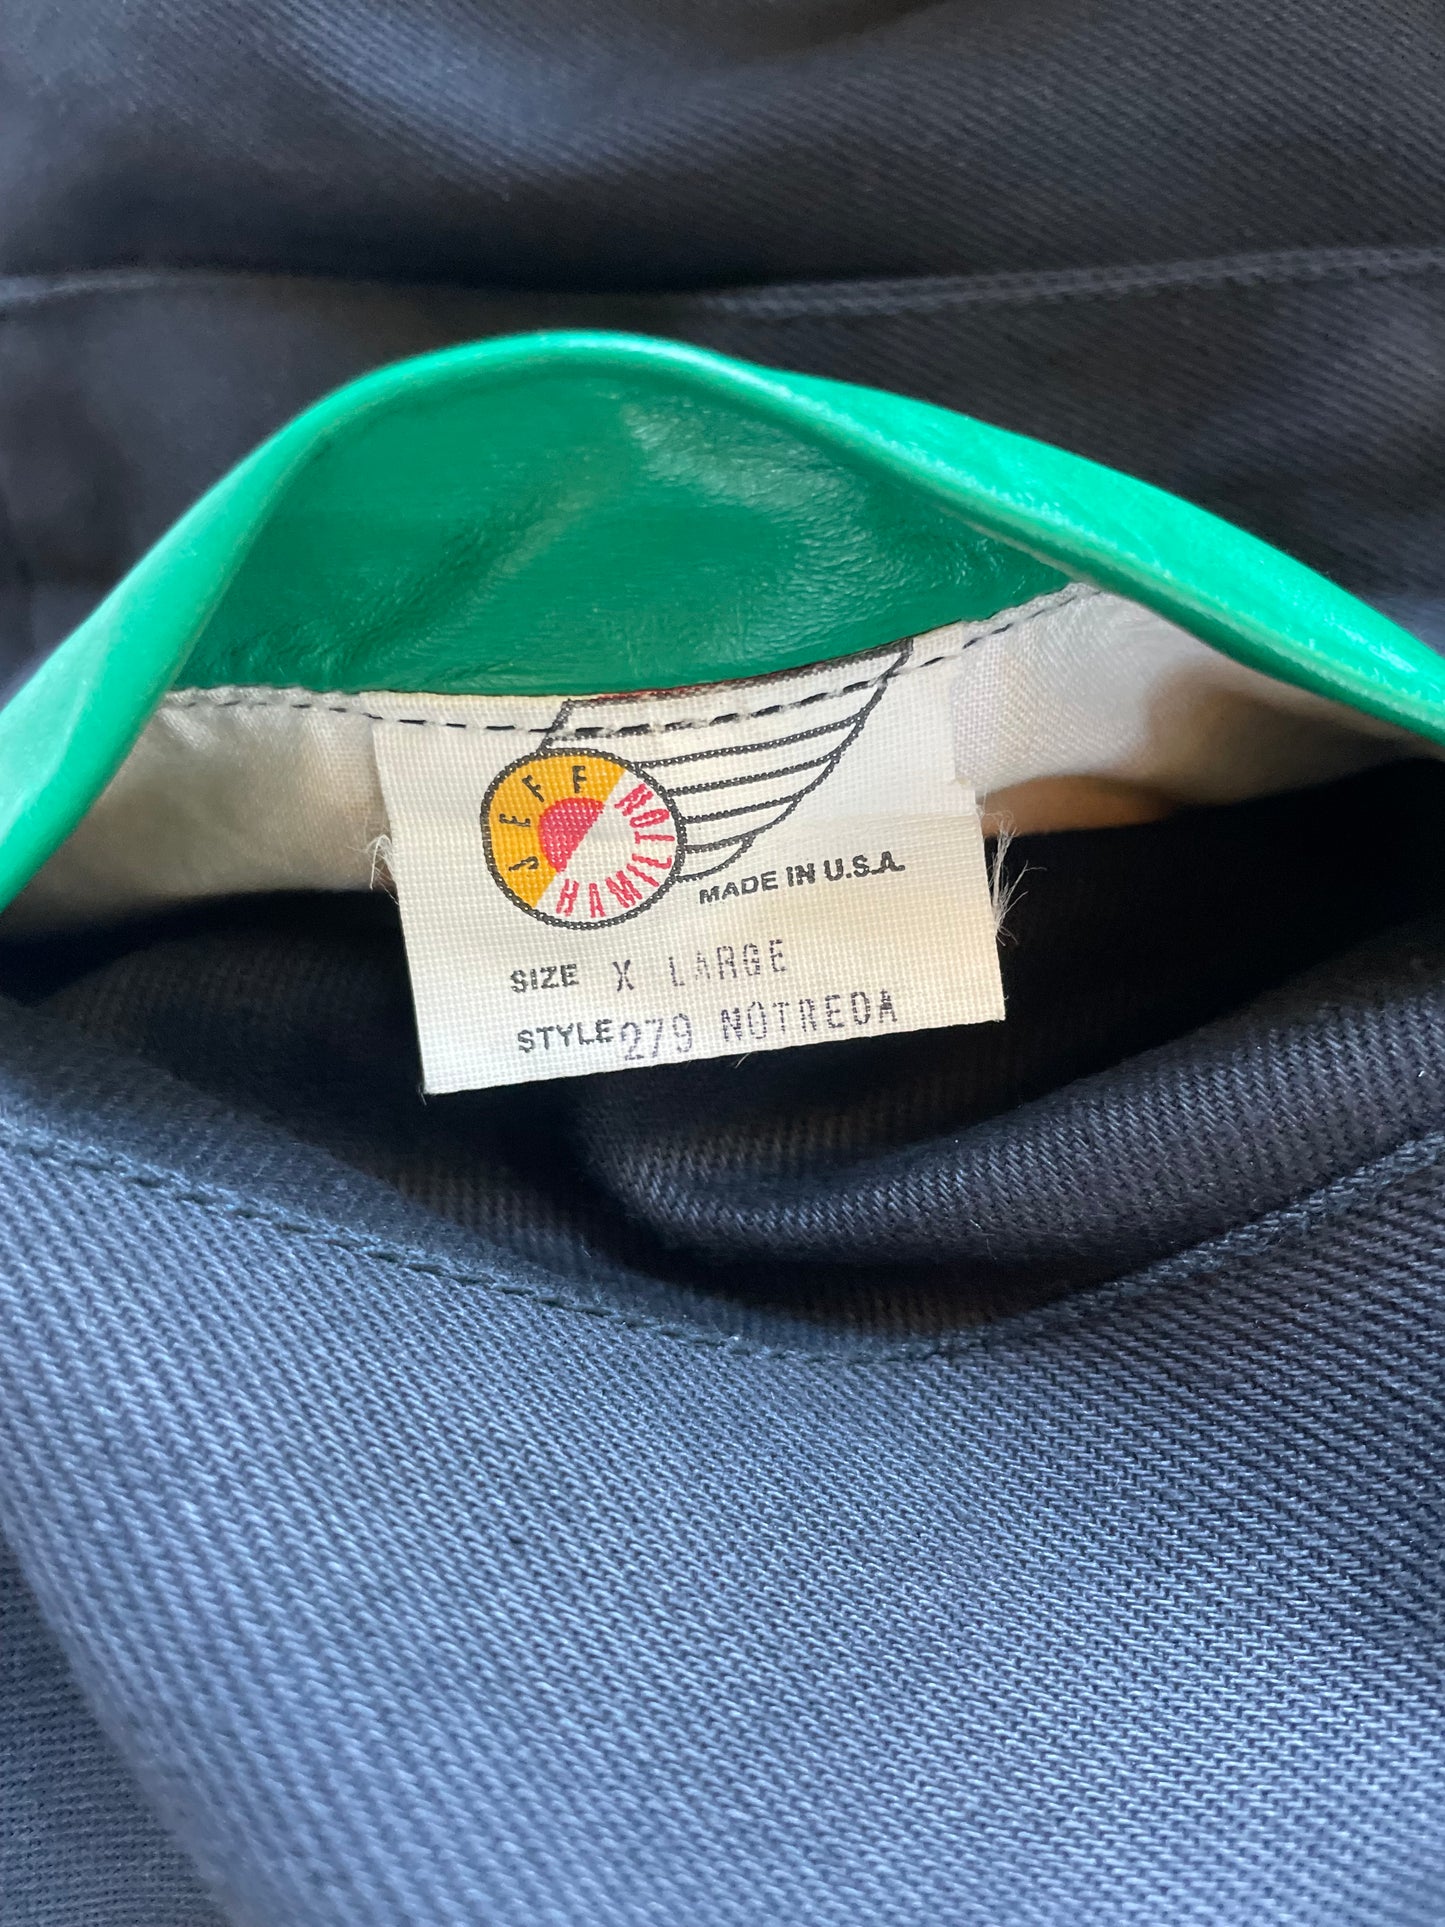 JEFF
HAMILTON
MADE IN U.S.A.
SIZE X LARGE
STYLE 279 NOTREDA